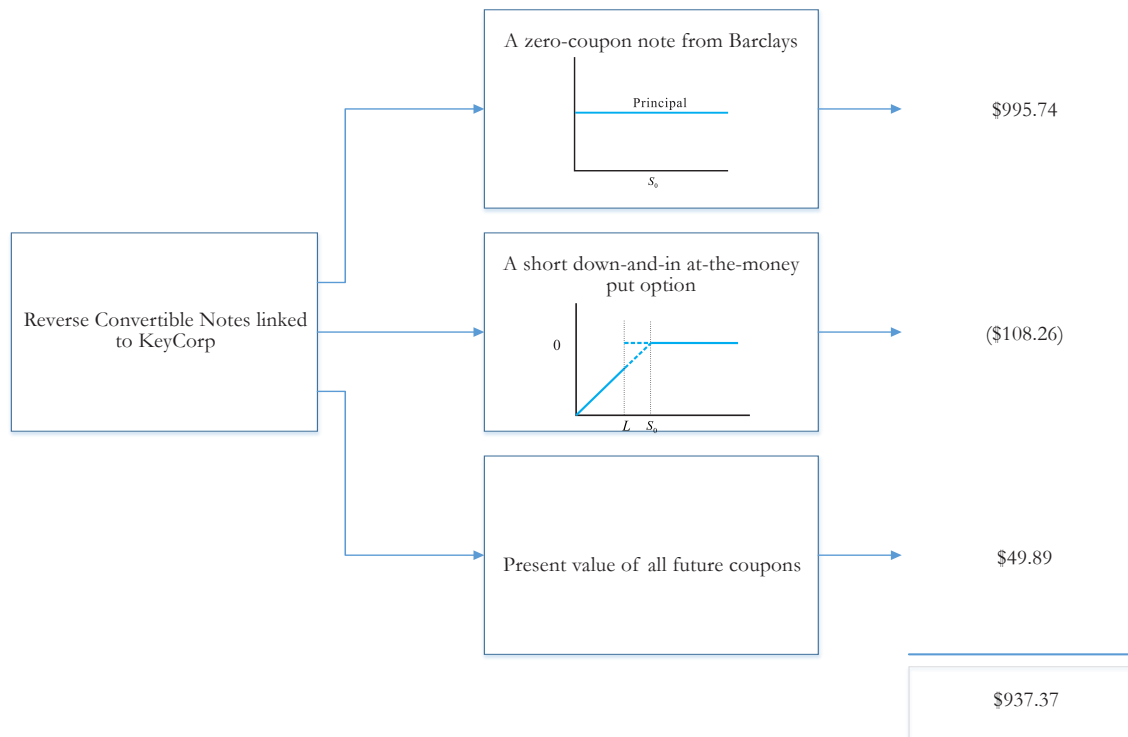 A zero-coupon note from Barclays
Principal
S₀
$995.74
Reverse Convertible Notes linked
to KeyCorp
A short down-and-in at-the-money
put option
0
L S₀
($108.26)
Present value of all future coupons
$49.89
$937.37